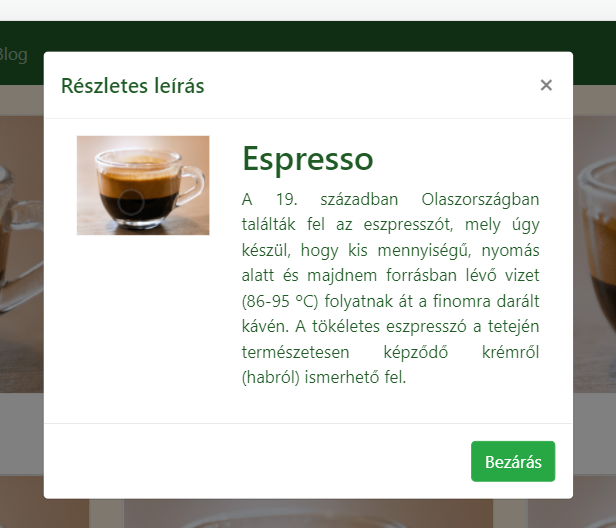 Blog
Részletes leírás
×
Espresso
A 19. században Olaszországban
találták fel az eszpresszót, mely úgy
készül, hogy kis mennyiségű, nyomás
alatt és majdnem forrásban lévő vizet
(86-95 °C) folyatnak át a finomra darált
kávén. A tökéletes eszpresszó a tetején
természetesen képződő krémről
(habról) ismerhető fel.
Bezárás